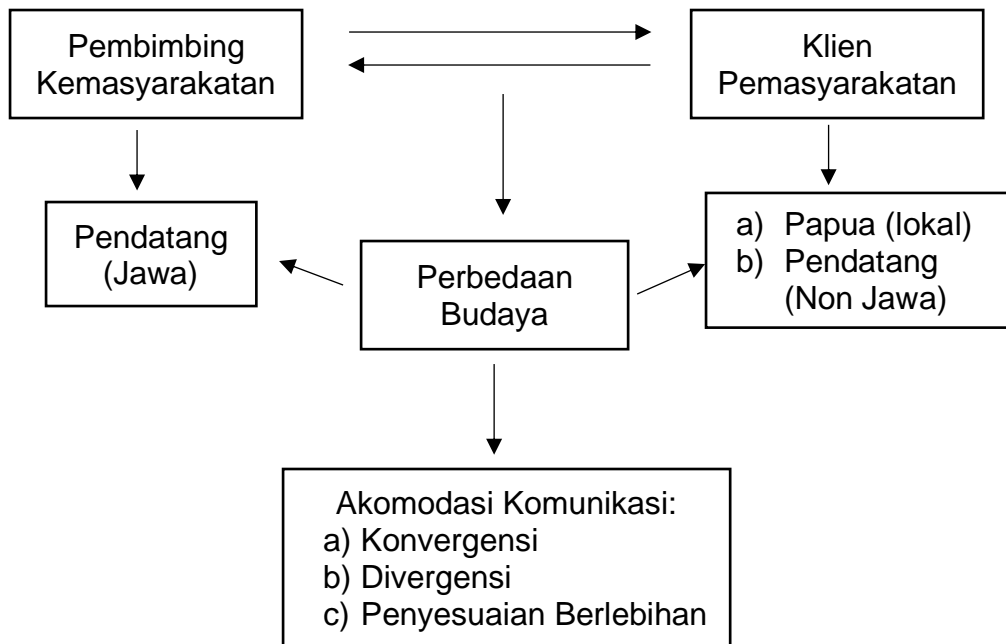 Pembimbing
Kemasyarakatan
Klien
Pemasyarakatan
Pendatang
(Jawa)
Perbedaan
Budaya
a) Papua (lokal)
b) Pendatang
(Non Jawa)
Akomodasi Komunikasi:
a) Konvergensi
b) Divergensi
c) Penyesuaian Berlebihan